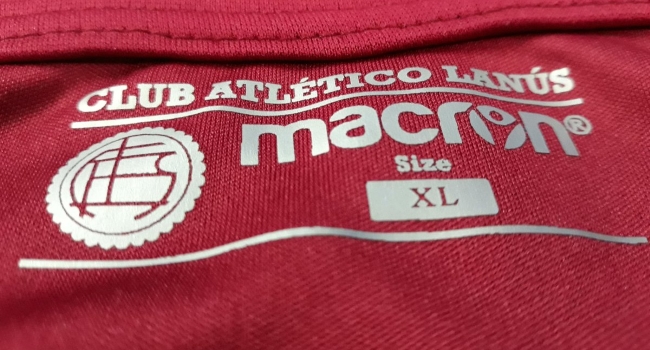 CLUB ATLÉTICO LANÚS
macron®
Size
XL